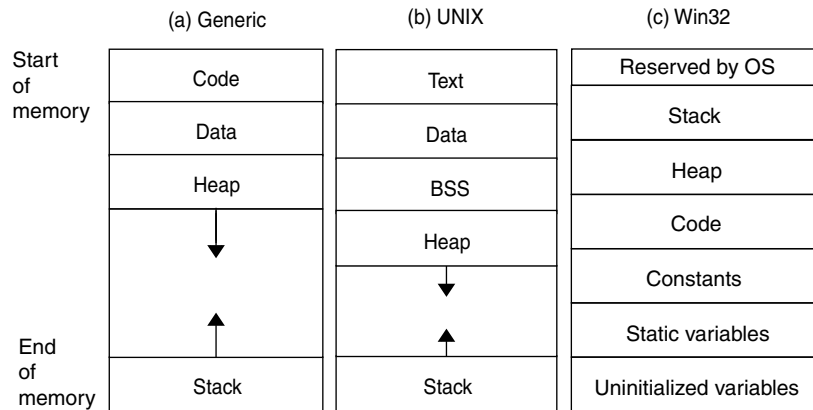 (a) Generic
(b) UNIX
(c) Win32
Start
of
memory
Code
Data
Heap
Stack
Text
Data
BSS
Heap
Stack
Reserved by OS
Stack
Heap
Code
Constants
Static variables
Uninitialized variables
End
of
memory